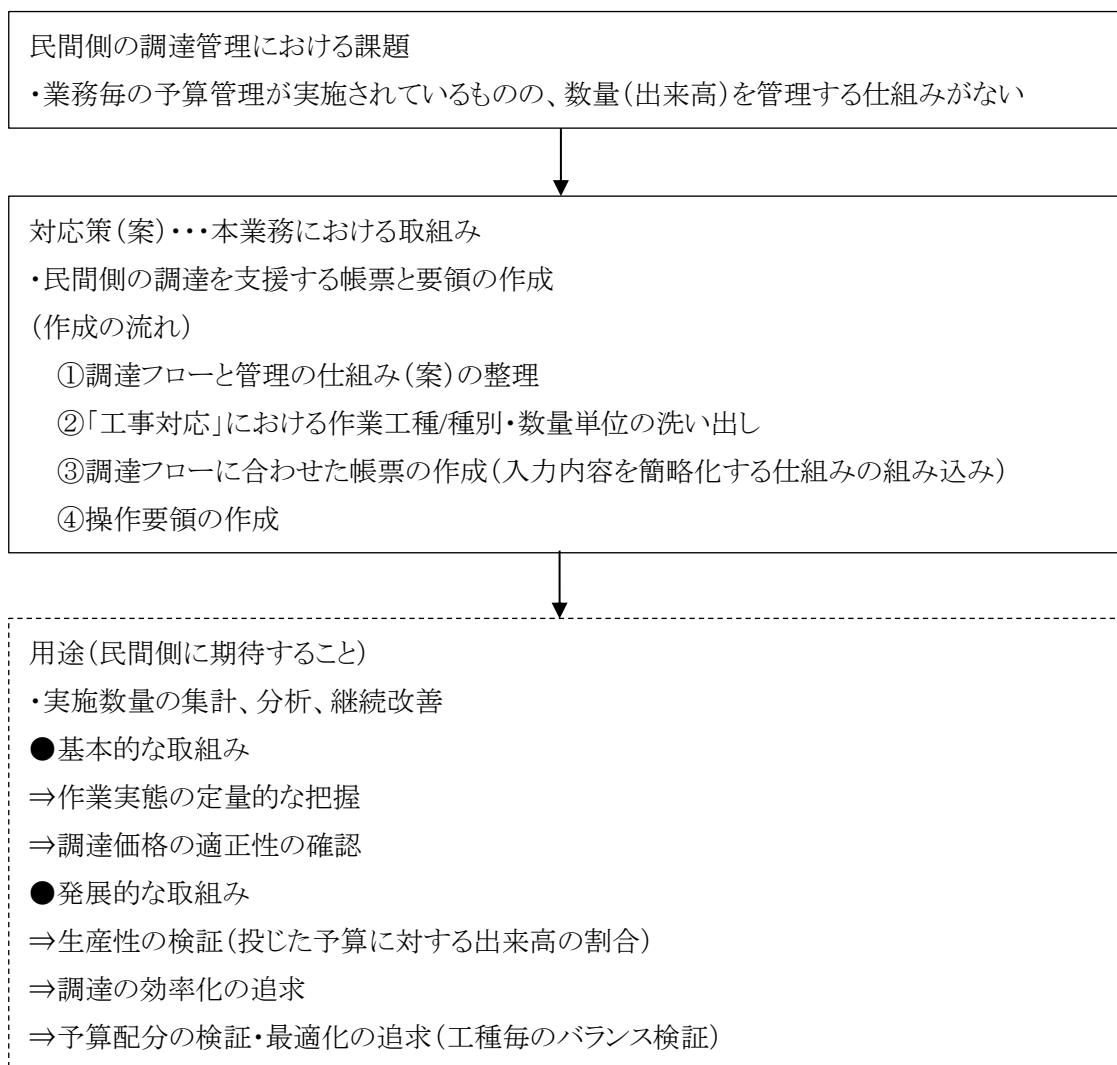 民間側の調達管理における課題
・業務毎の予算管理が実施されているものの、数量(出来高)を管理する仕組みがない
対応策(案)・・・本業務における取組み
・民間側の調達を支援する帳票と要領の作成
(作成の流れ)
①調達フローと管理の仕組み(案)の整理
②「工事対応」における作業工種/種別・数量単位の洗い出し
③調達フローに合わせた帳票の作成(入力内容を簡略化する仕組みの組み込み)
④操作要領の作成
用途(民間側に期待すること)
・実施数量の集計、分析、継続改善
●基本的な取組み
⇒作業実態の定量的な把握
⇒調達価格の適正性の確認
●発展的な取組み
⇒生産性の検証(投じた予算に対する出来高の割合)
⇒調達の効率化の追求
⇒予算配分の検証・最適化の追求(工種毎のバランス検証)